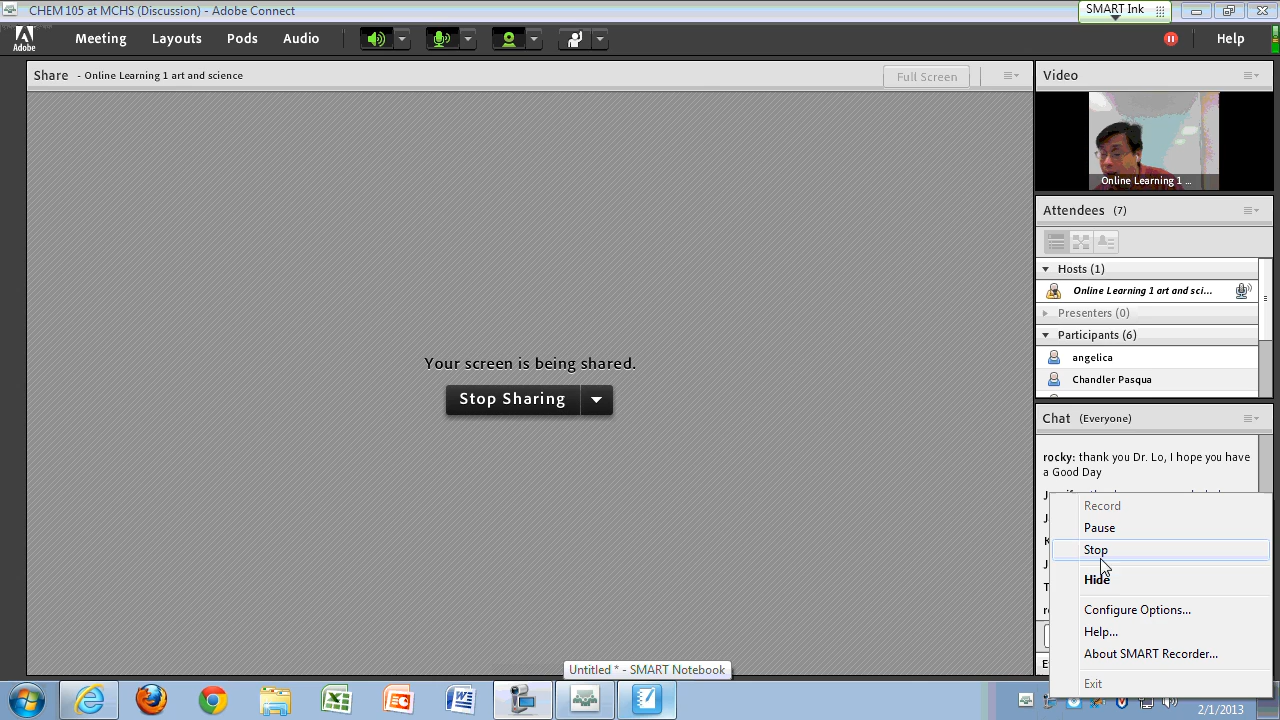 CHEM 105 at MCHS (Discussion) - Adobe Connect
SMART Ink
Adobe
Meeting
Layouts
Pods
Audio
Help
Share - Online Learning 1 art and science
Full Screen
Video
Online Learning 1 ...
Attendees (7)
Hosts (1)
Online Learning 1 art and sci...
Presenters (0)
Participants (6)
angelica
Chandler Pasqua
Your screen is being shared.
Stop Sharing
Chat (Everyone)
rocky: thank you Dr. Lo, I hope you have
a Good Day
Record
Pause
Stop
Hide
Configure Options...
Help...
About SMART Recorder...
Exit
Untitled * - SMART Notebook
2/1/2013